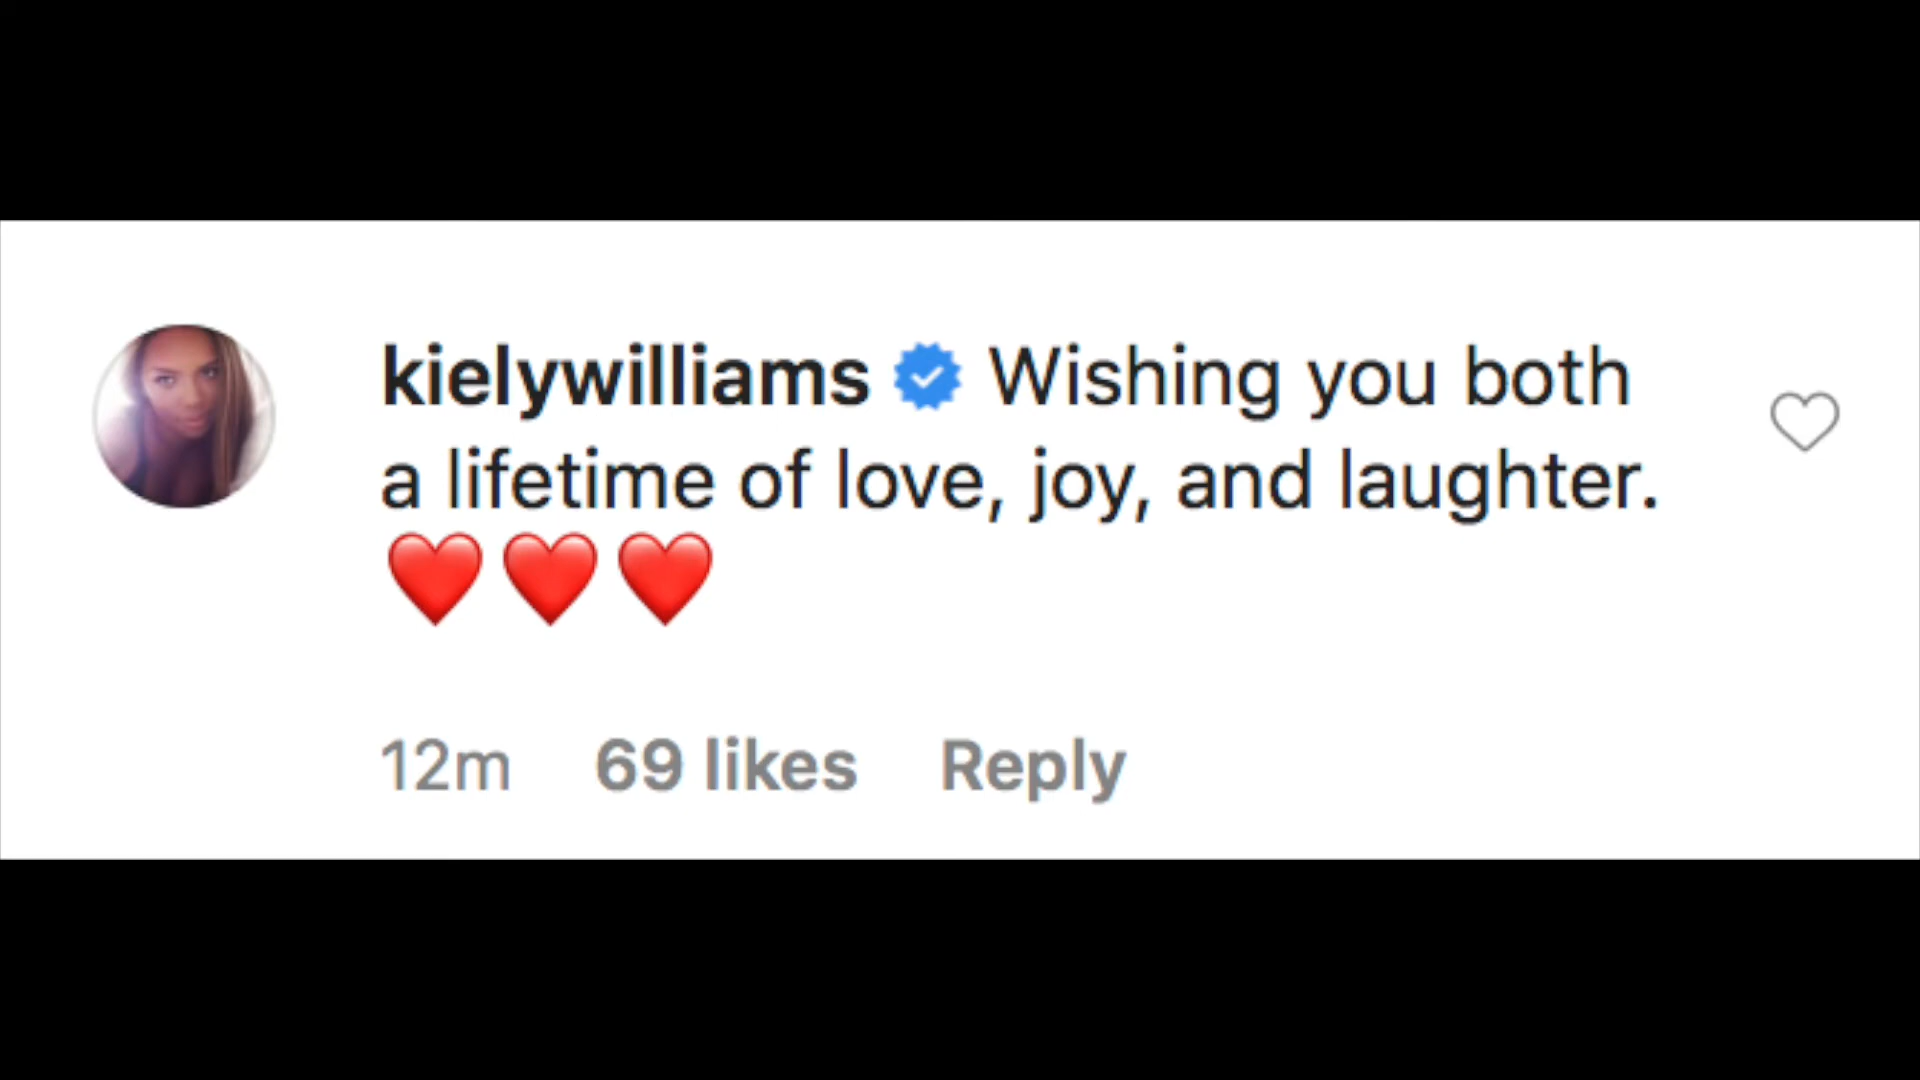 kielywilliams Wishing you both
a lifetime of love, joy, and laughter.
❤️❤️❤️
12m 69 likes Reply